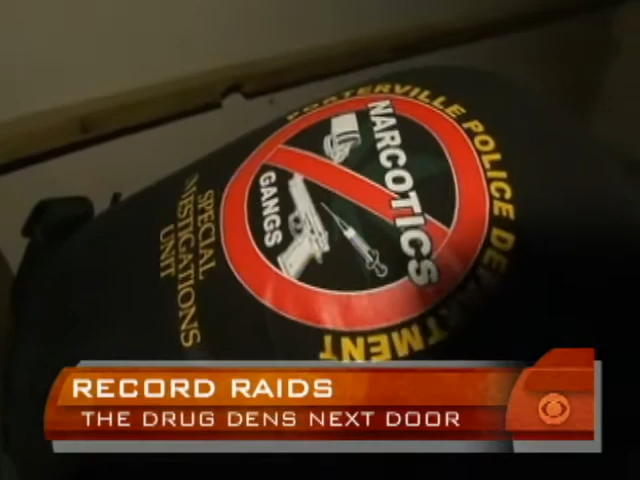 PORTERVILLE POLICE DEPARTMENT
NARCOTICS
GANGS
SPECIAL
INVESTIGATIONS
UNIT
RECORD RAIDS
THE DRUG DENS NEXT DOOR